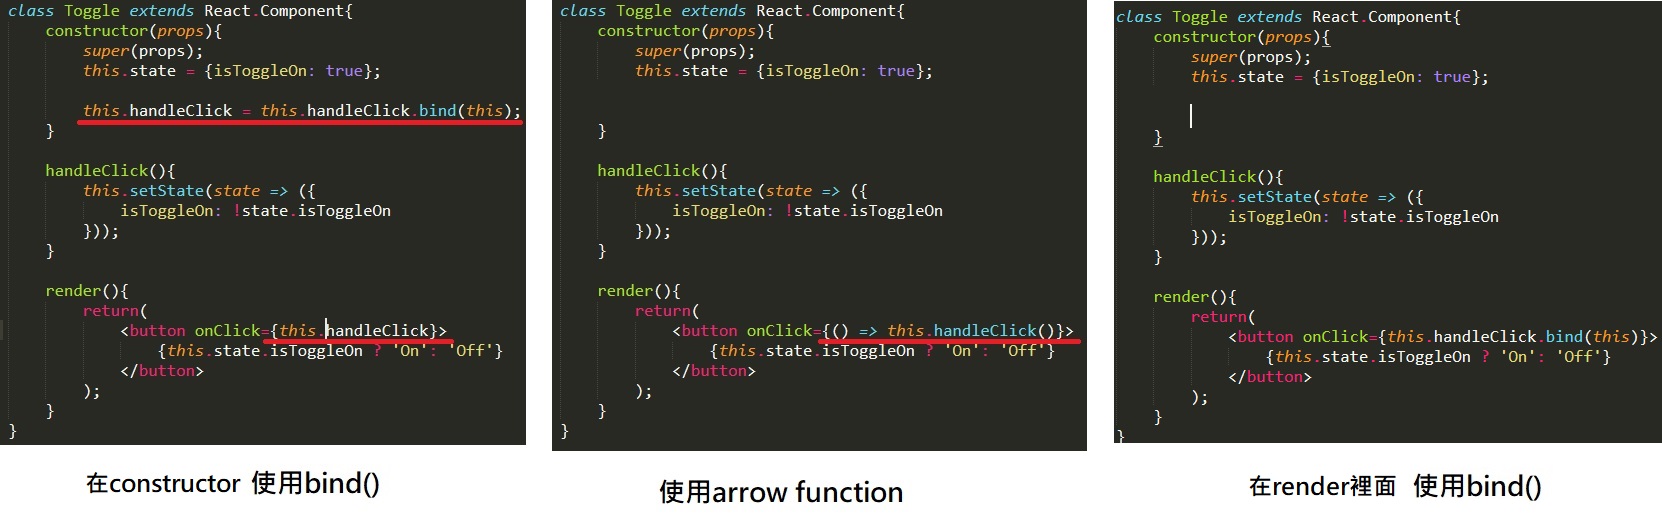 class Toggle extends React.Component{
constructor(props){
super(props);
this.state = {isToggleOn: true};
this.handleClick = this.handleClick.bind(this);
}
handleClick(){
this.setState(state => ({
isToggleOn: !state.isToggleOn
}));
}
render(){
return(
<button onClick={this.handleClick}>
{this.state.isToggleOn ? 'On': 'Off'}
</button>
);
}
}
在constructor 使用bind()
class Toggle extends React.Component{
constructor(props){
super(props);
this.state = {isToggleOn: true};
}
handleClick(){
this.setState(state => ({
isToggleOn: !state.isToggleOn
}));
}
render(){
return(
<button onClick={() => this.handleClick()}>
{this.state.isToggleOn ? 'On': 'Off'}
</button>
);
}
}
使用arrow function
class Toggle extends React.Component{
constructor(props){
super(props);
this.state = {isToggleOn: true};
}
handleClick(){
this.setState(state => ({
isToggleOn: !state.isToggleOn
}));
}
render(){
return(
<button onClick={this.handleClick.bind(this)}>
{this.state.isToggleOn ? 'On': 'Off'}
</button>
);
}
}
在render裡面 使用bind()